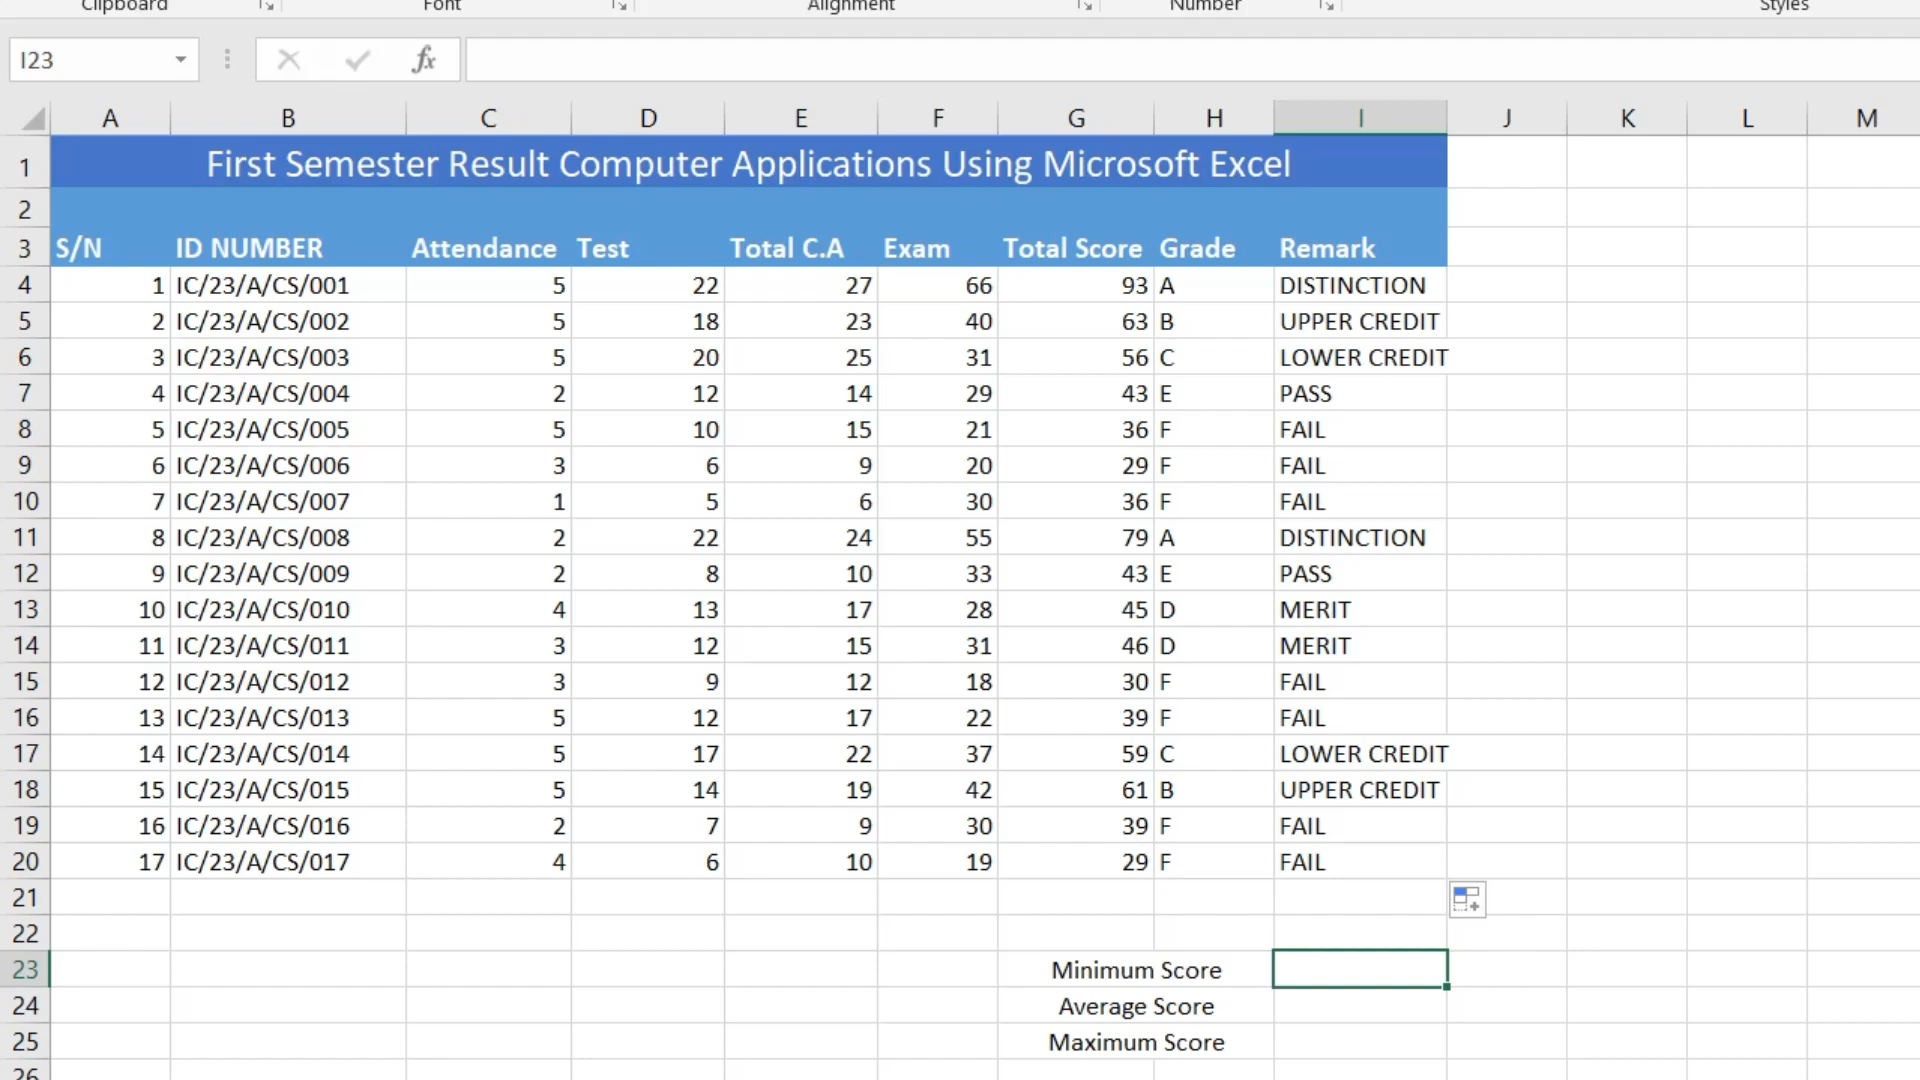 Clipboard Font Alignment Number Styles
I23 fx
A B C D E F G H I J K L M
1 First Semester Result Computer Applications Using Microsoft Excel
2
3 S/N ID NUMBER Attendance Test Total C.A Exam Total Score Grade Remark
4 1 IC/23/A/CS/001 5 22 27 66 93 A DISTINCTION
5 2 IC/23/A/CS/002 5 18 23 40 63 B UPPER CREDIT
6 3 IC/23/A/CS/003 5 20 25 31 56 C LOWER CREDIT
7 4 IC/23/A/CS/004 2 12 14 29 43 E PASS
8 5 IC/23/A/CS/005 5 10 15 21 36 F FAIL
9 6 IC/23/A/CS/006 3 6 9 20 29 F FAIL
10 7 IC/23/A/CS/007 1 5 6 30 36 F FAIL
11 8 IC/23/A/CS/008 2 22 24 55 79 A DISTINCTION
12 9 IC/23/A/CS/009 2 8 10 33 43 E PASS
13 10 IC/23/A/CS/010 4 13 17 28 45 D MERIT
14 11 IC/23/A/CS/011 3 12 15 31 46 D MERIT
15 12 IC/23/A/CS/012 3 9 12 18 30 F FAIL
16 13 IC/23/A/CS/013 5 12 17 22 39 F FAIL
17 14 IC/23/A/CS/014 5 17 22 37 59 C LOWER CREDIT
18 15 IC/23/A/CS/015 5 14 19 42 61 B UPPER CREDIT
19 16 IC/23/A/CS/016 2 7 9 30 39 F FAIL
20 17 IC/23/A/CS/017 4 6 10 19 29 F FAIL
21
22
23 Minimum Score
24 Average Score
25 Maximum Score
26